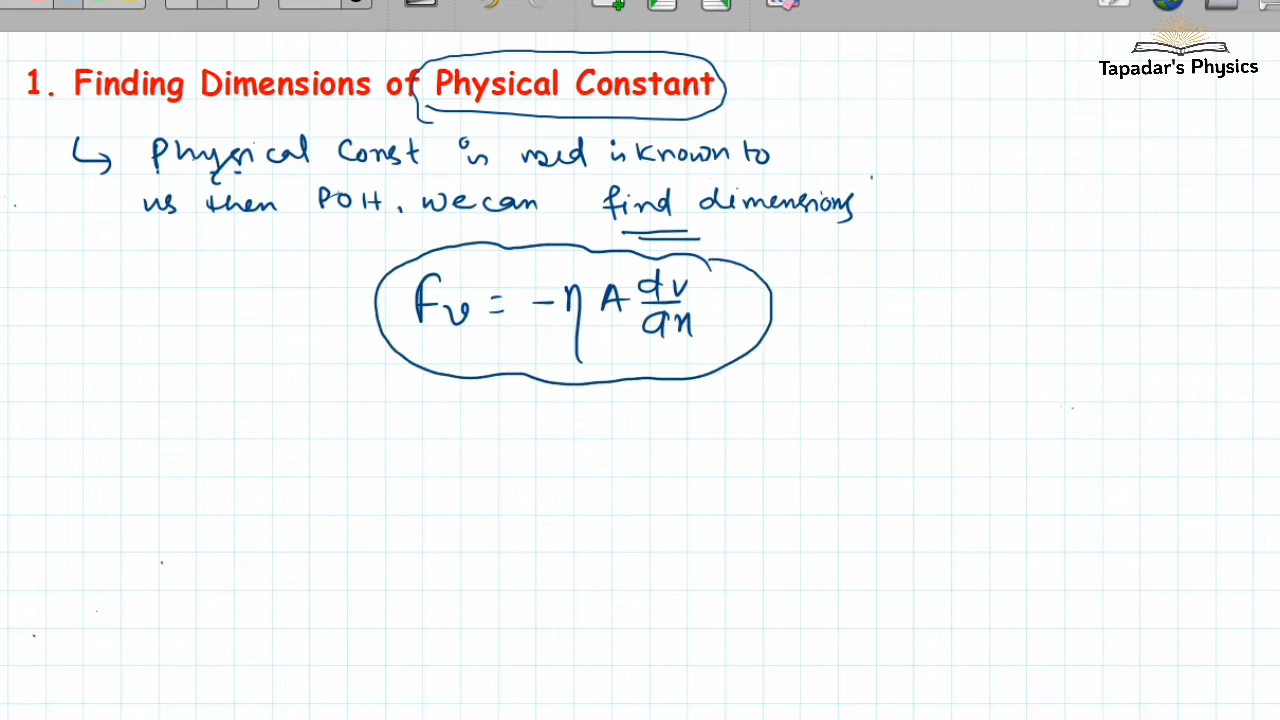 Tapadar's Physics
1. Finding Dimensions of Physical Constant
↳ Physical Const is used is known to
us then POH, we can find dimensions
Fv = -η A dv/dx